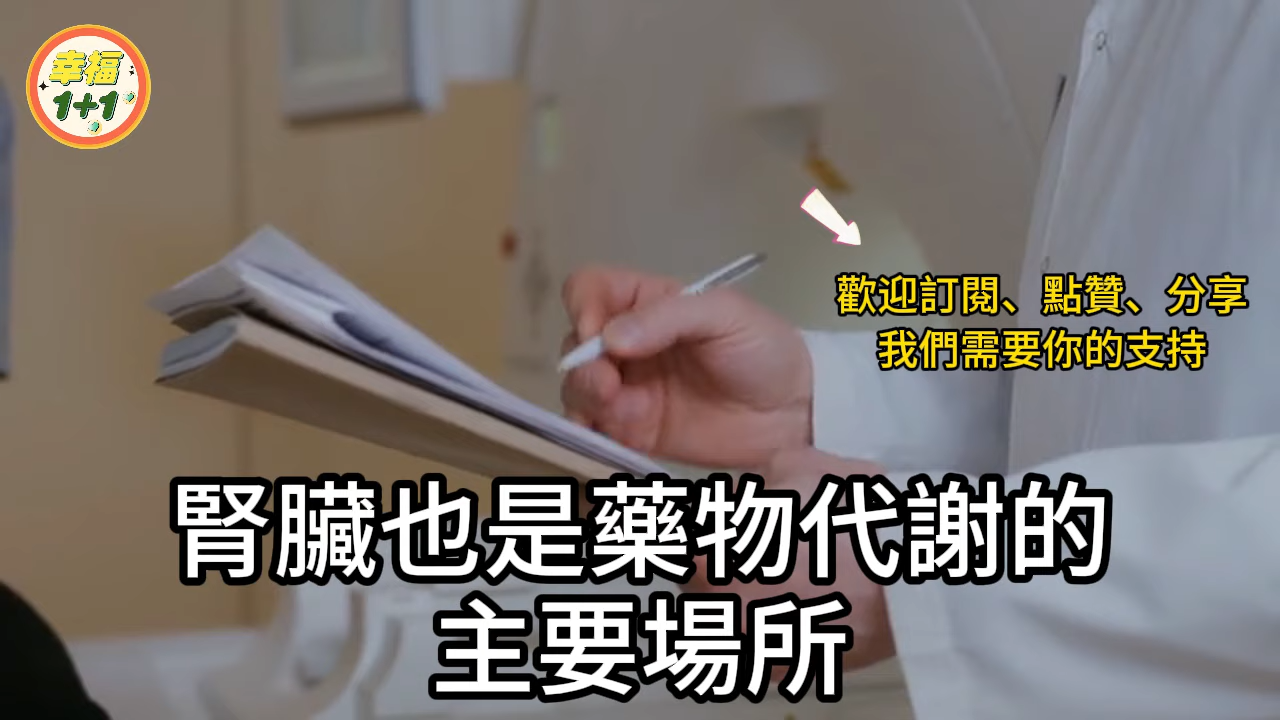 幸福
1+1
歡迎訂閱、點贊、分享
我們需要你的支持
腎臟也是藥物代謝的
主要場所